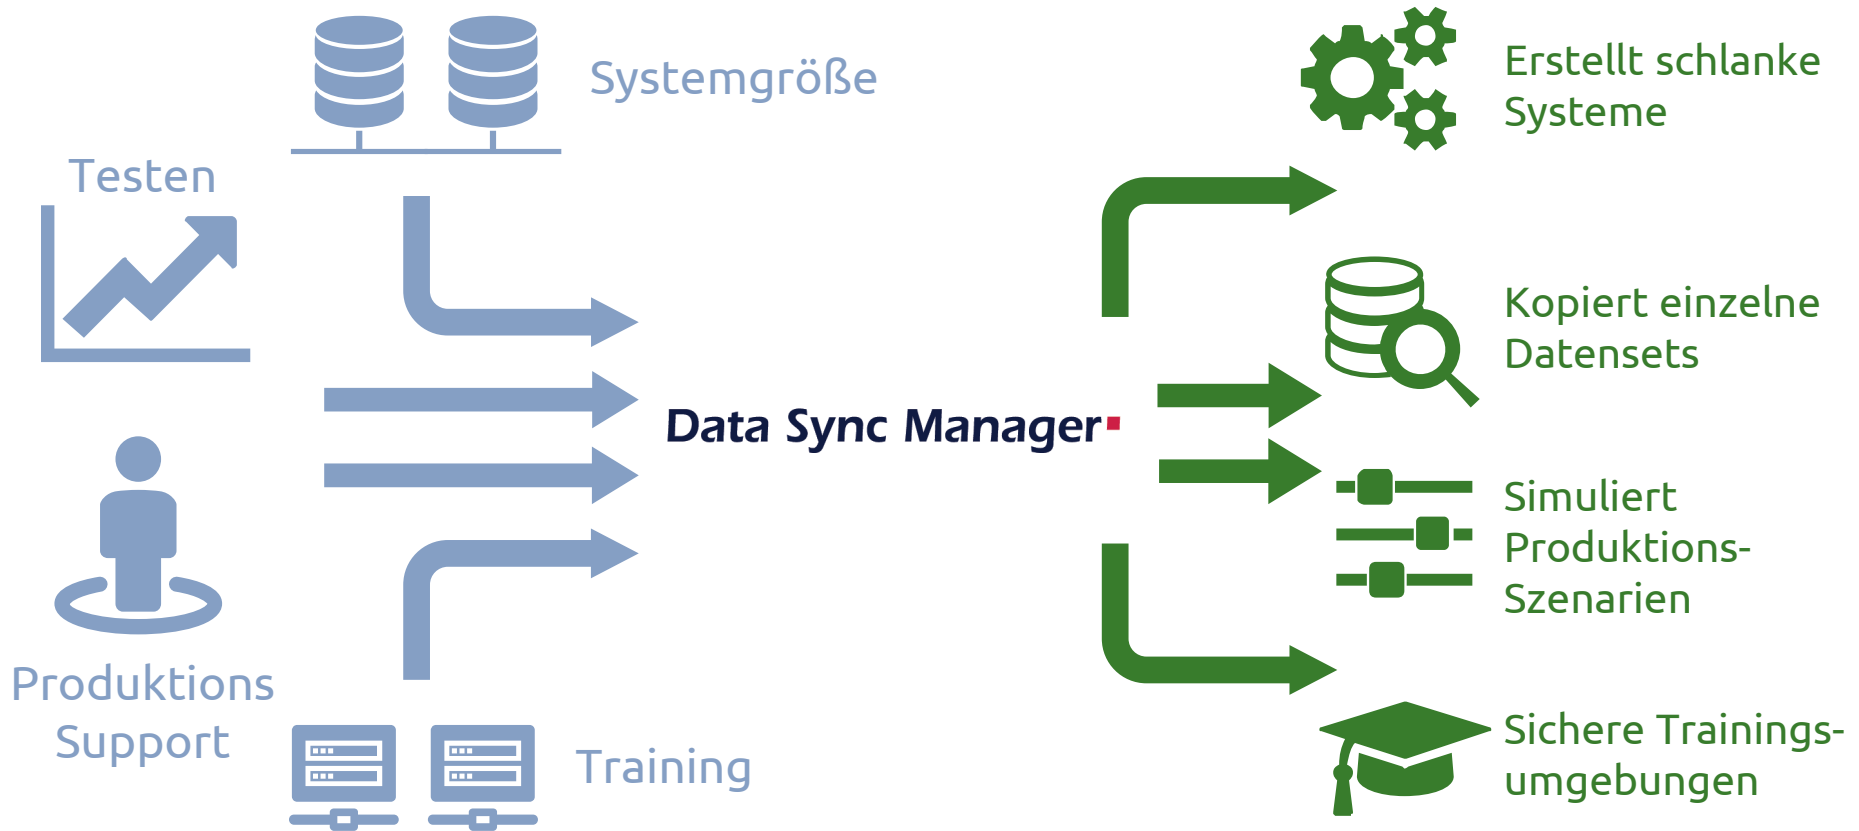 Systemgröße
Testen
Produktions
Support
Training
Data Sync Manager
Erstellt schlanke
Systeme
Kopiert einzelne
Datensets
Simuliert
Produktions-
Szenarien
Sichere Trainings-
umgebungen